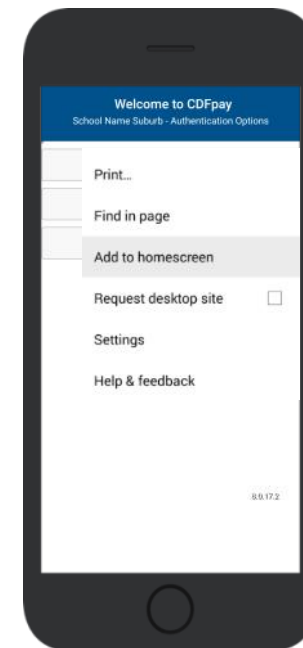 Welcome to CDFpay
School Name Suburb - Authentication Options
Print...
Find in page
Add to homescreen
Request desktop site
Settings
Help & feedback
8.9.17.2